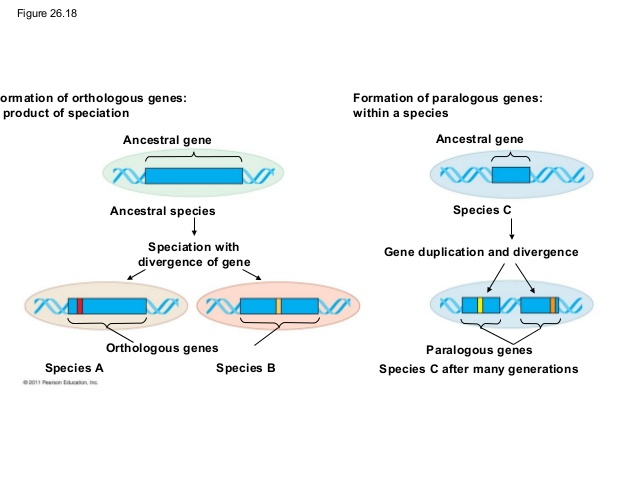 Figure 26.18
ormation of orthologous genes:
product of speciation
Ancestral gene
Ancestral species
Speciation with
divergence of gene
Orthologous genes
Species A
Species B
© 2011 Pearson Education, Inc.
Formation of paralogous genes:
within a species
Ancestral gene
Species C
Gene duplication and divergence
Paralogous genes
Species C after many generations